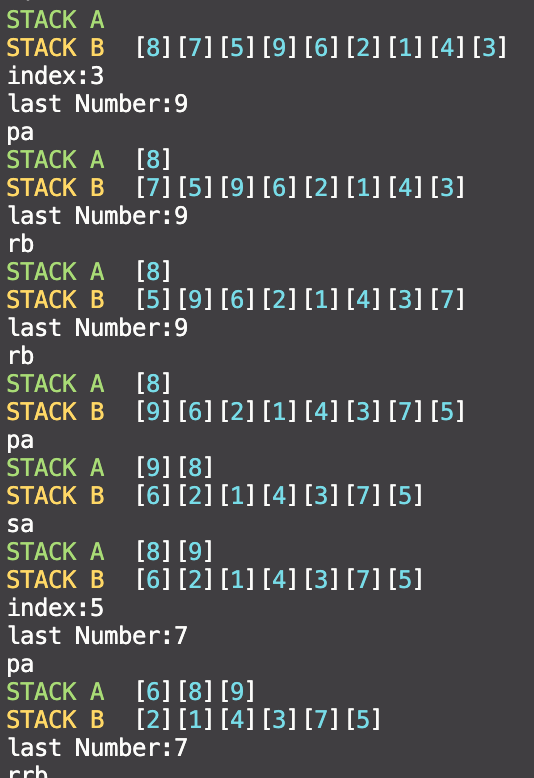 STACK A
STACK B [8][7][5][9][6][2][1][4][3]
index:3
last Number:9
pa
STACK A [8]
STACK B [7][5][9][6][2][1][4][3]
last Number:9
rb
STACK A [8]
STACK B [5][9][6][2][1][4][3][7]
last Number:9
rb
STACK A [8]
STACK B [9][6][2][1][4][3][7][5]
pa
STACK A [9][8]
STACK B [6][2][1][4][3][7][5]
sa
STACK A [8][9]
STACK B [6][2][1][4][3][7][5]
index:5
last Number:7
pa
STACK A [6][8][9]
STACK B [2][1][4][3][7][5]
last Number:7
rrb